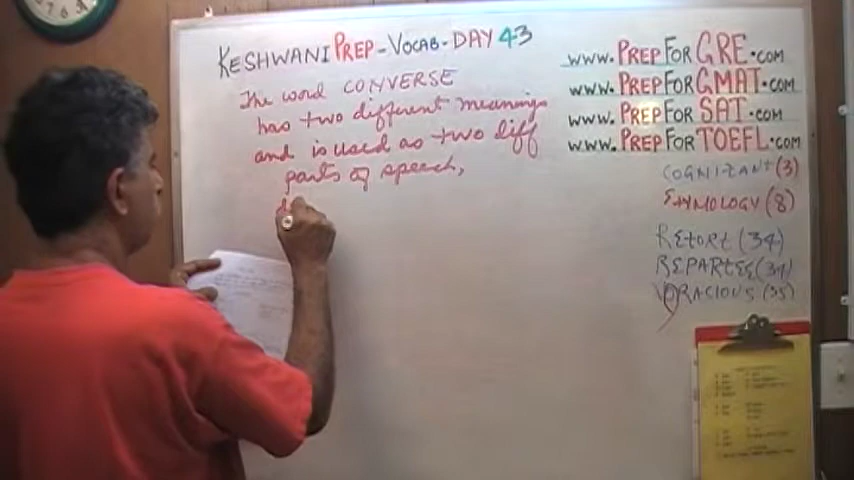 KESHWANI PREP-VOCAB-DAY 43
The word CONVERSE
has two different meanings
and is used as two diff
parts of speech,
www.PREPFORGRE.com
www.PREPFORGMAT.com
www.PREPFORSAT.com
www.PREPFORTOEFL.com
COGNIZANT (3)
ETYMOLOGY (8)
RETORT (34)
REPARTEE (34)
VORACIOUS (35)